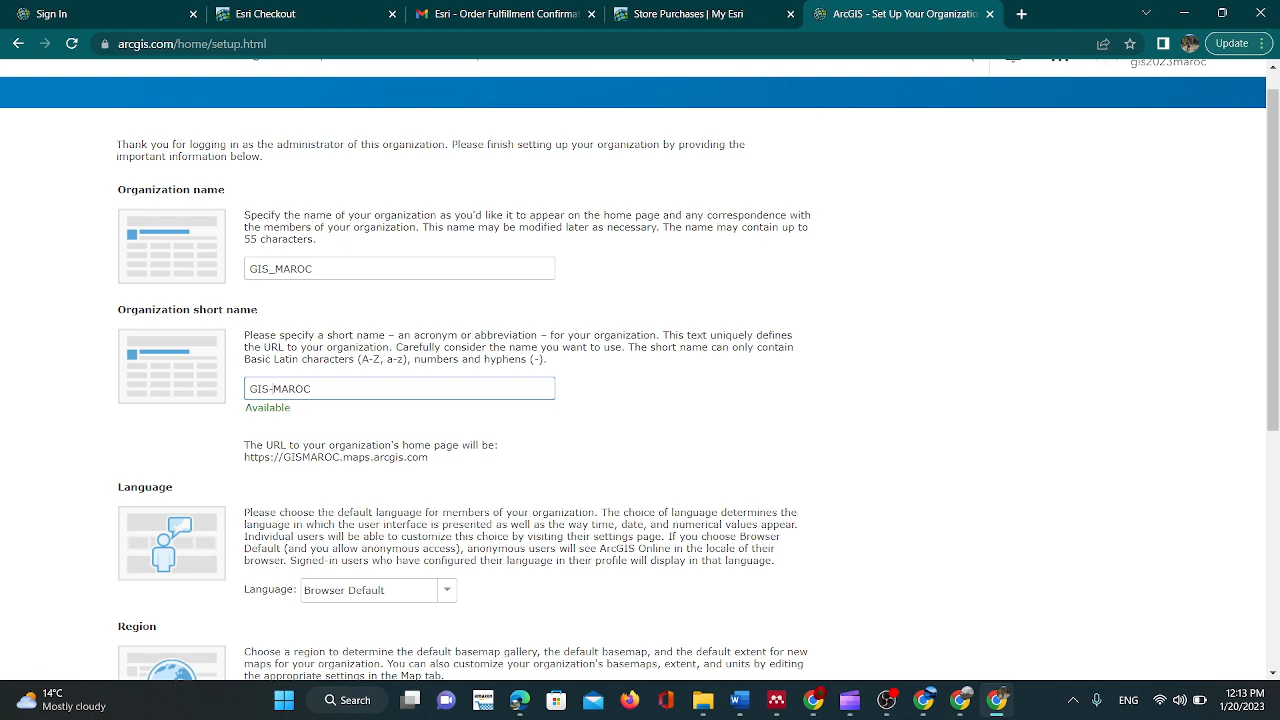 Sign In
Esri Checkout
Esri - Order Fulfillment Confirmat
Store Purchases | My Esri
ArcGIS - Set Up Your Organizatio
arcgis.com/home/setup.html
Update
gis2023maroc
Thank you for logging in as the administrator of this organization. Please finish setting up your organization by providing the
important information below.
Organization name
Specify the name of your organization as you'd like it to appear on the home page and any correspondence with
the members of your organization. This name may be modified later as necessary. The name may contain up to
55 characters.
GIS_MAROC
Organization short name
Please specify a short name – an acronym or abbreviation – for your organization. This text uniquely defines
the URL to your organization. Carefully consider the name you want to use. The short name can only contain
Basic Latin characters (A-Z, a-z), numbers and hyphens (-).
GIS-MAROC
Available
The URL to your organization's home page will be:
https://GISMAROC.maps.arcgis.com
Language
Please choose the default language for members of your organization. The choice of language determines the
language in which the user interface is presented as well as the way time, date, and numerical values appear.
Individual users will be able to customize this choice by visiting their settings page. If you choose Browser
Default (and you allow anonymous access), anonymous users will see ArcGIS Online in the locale of their
browser. Signed-in users who have configured their language in their profile will display in that language.
Language: Browser Default
Region
Choose a region to determine the default basemap gallery, the default basemap, and the default extent for new
maps for your organization. You can also customize your organization's basemaps, extent, and units by editing
the appropriate settings in the Map tab.
14°C
Mostly cloudy
Search
amazon
ENG
12:13 PM
1/20/2023